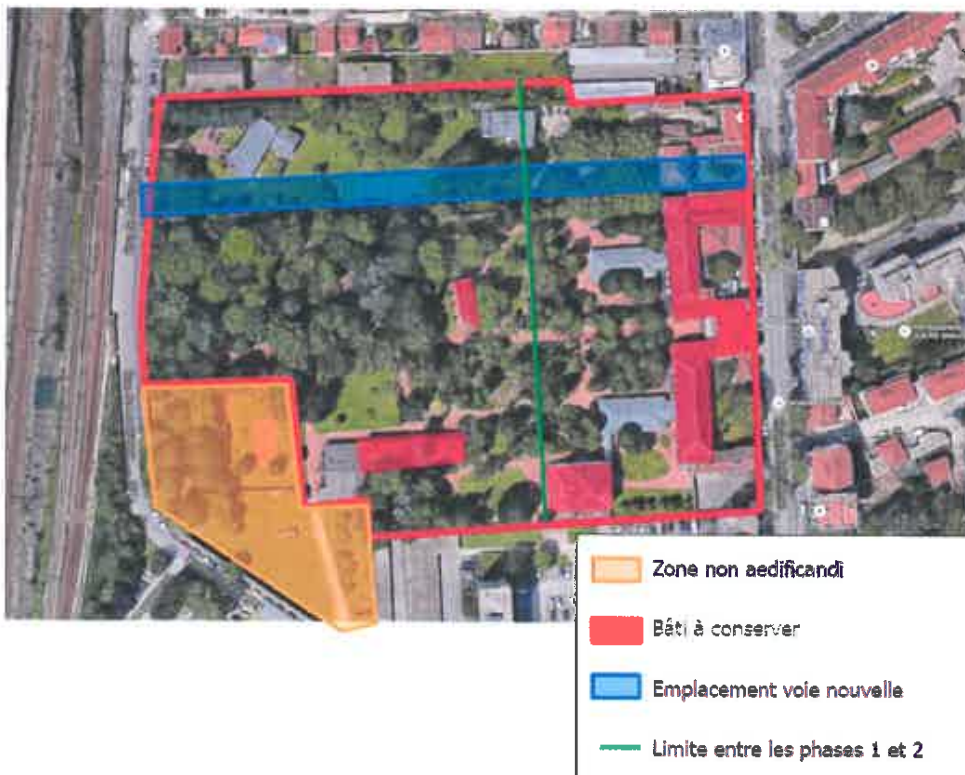 Zone non aedificandi
Bâti à conserver
Emplacement voie nouvelle
Limite entre les phases 1 et 2